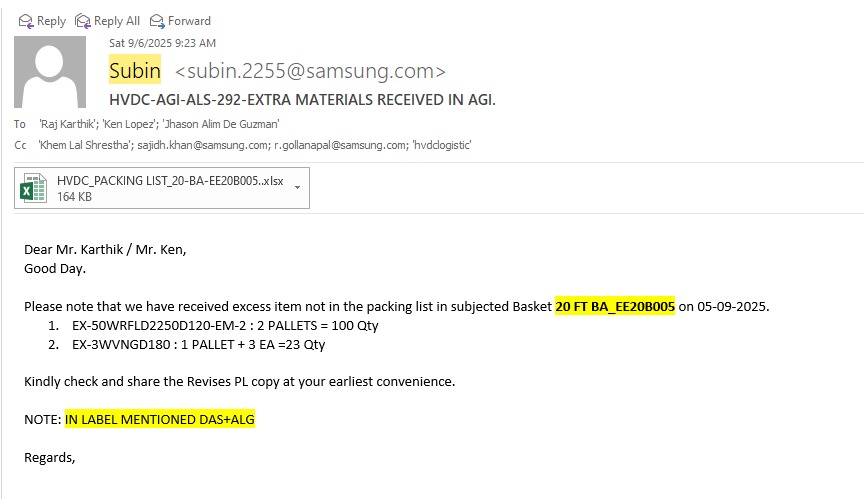 Reply Reply All Forward
Sat 9/6/2025 9:23 AM
Subin <subin.2255@samsung.com>
HVDC-AGI-ALS-292-EXTRA MATERIALS RECEIVED IN AGI.
To 'Raj Karthik'; 'Ken Lopez'; 'Jhason Alim De Guzman'
Cc 'Khem Lal Shrestha'; sajidh.khan@samsung.com; r.gollanapal@samsung.com; 'hvdclogistic'
HVDC_PACKING LIST_20-BA-EE20B005..xlsx
164 KB
Dear Mr. Karthik / Mr. Ken,
Good Day.
Please note that we have received excess item not in the packing list in subjected Basket 20 FT BA_EE20B005 on 05-09-2025.
1. EX-50WRFLD2250D120-EM-2 : 2 PALLETS = 100 Qty
2. EX-3WVNGD180 : 1 PALLET + 3 EA =23 Qty
Kindly check and share the Revises PL copy at your earliest convenience.
NOTE: IN LABEL MENTIONED DAS+ALG
Regards,